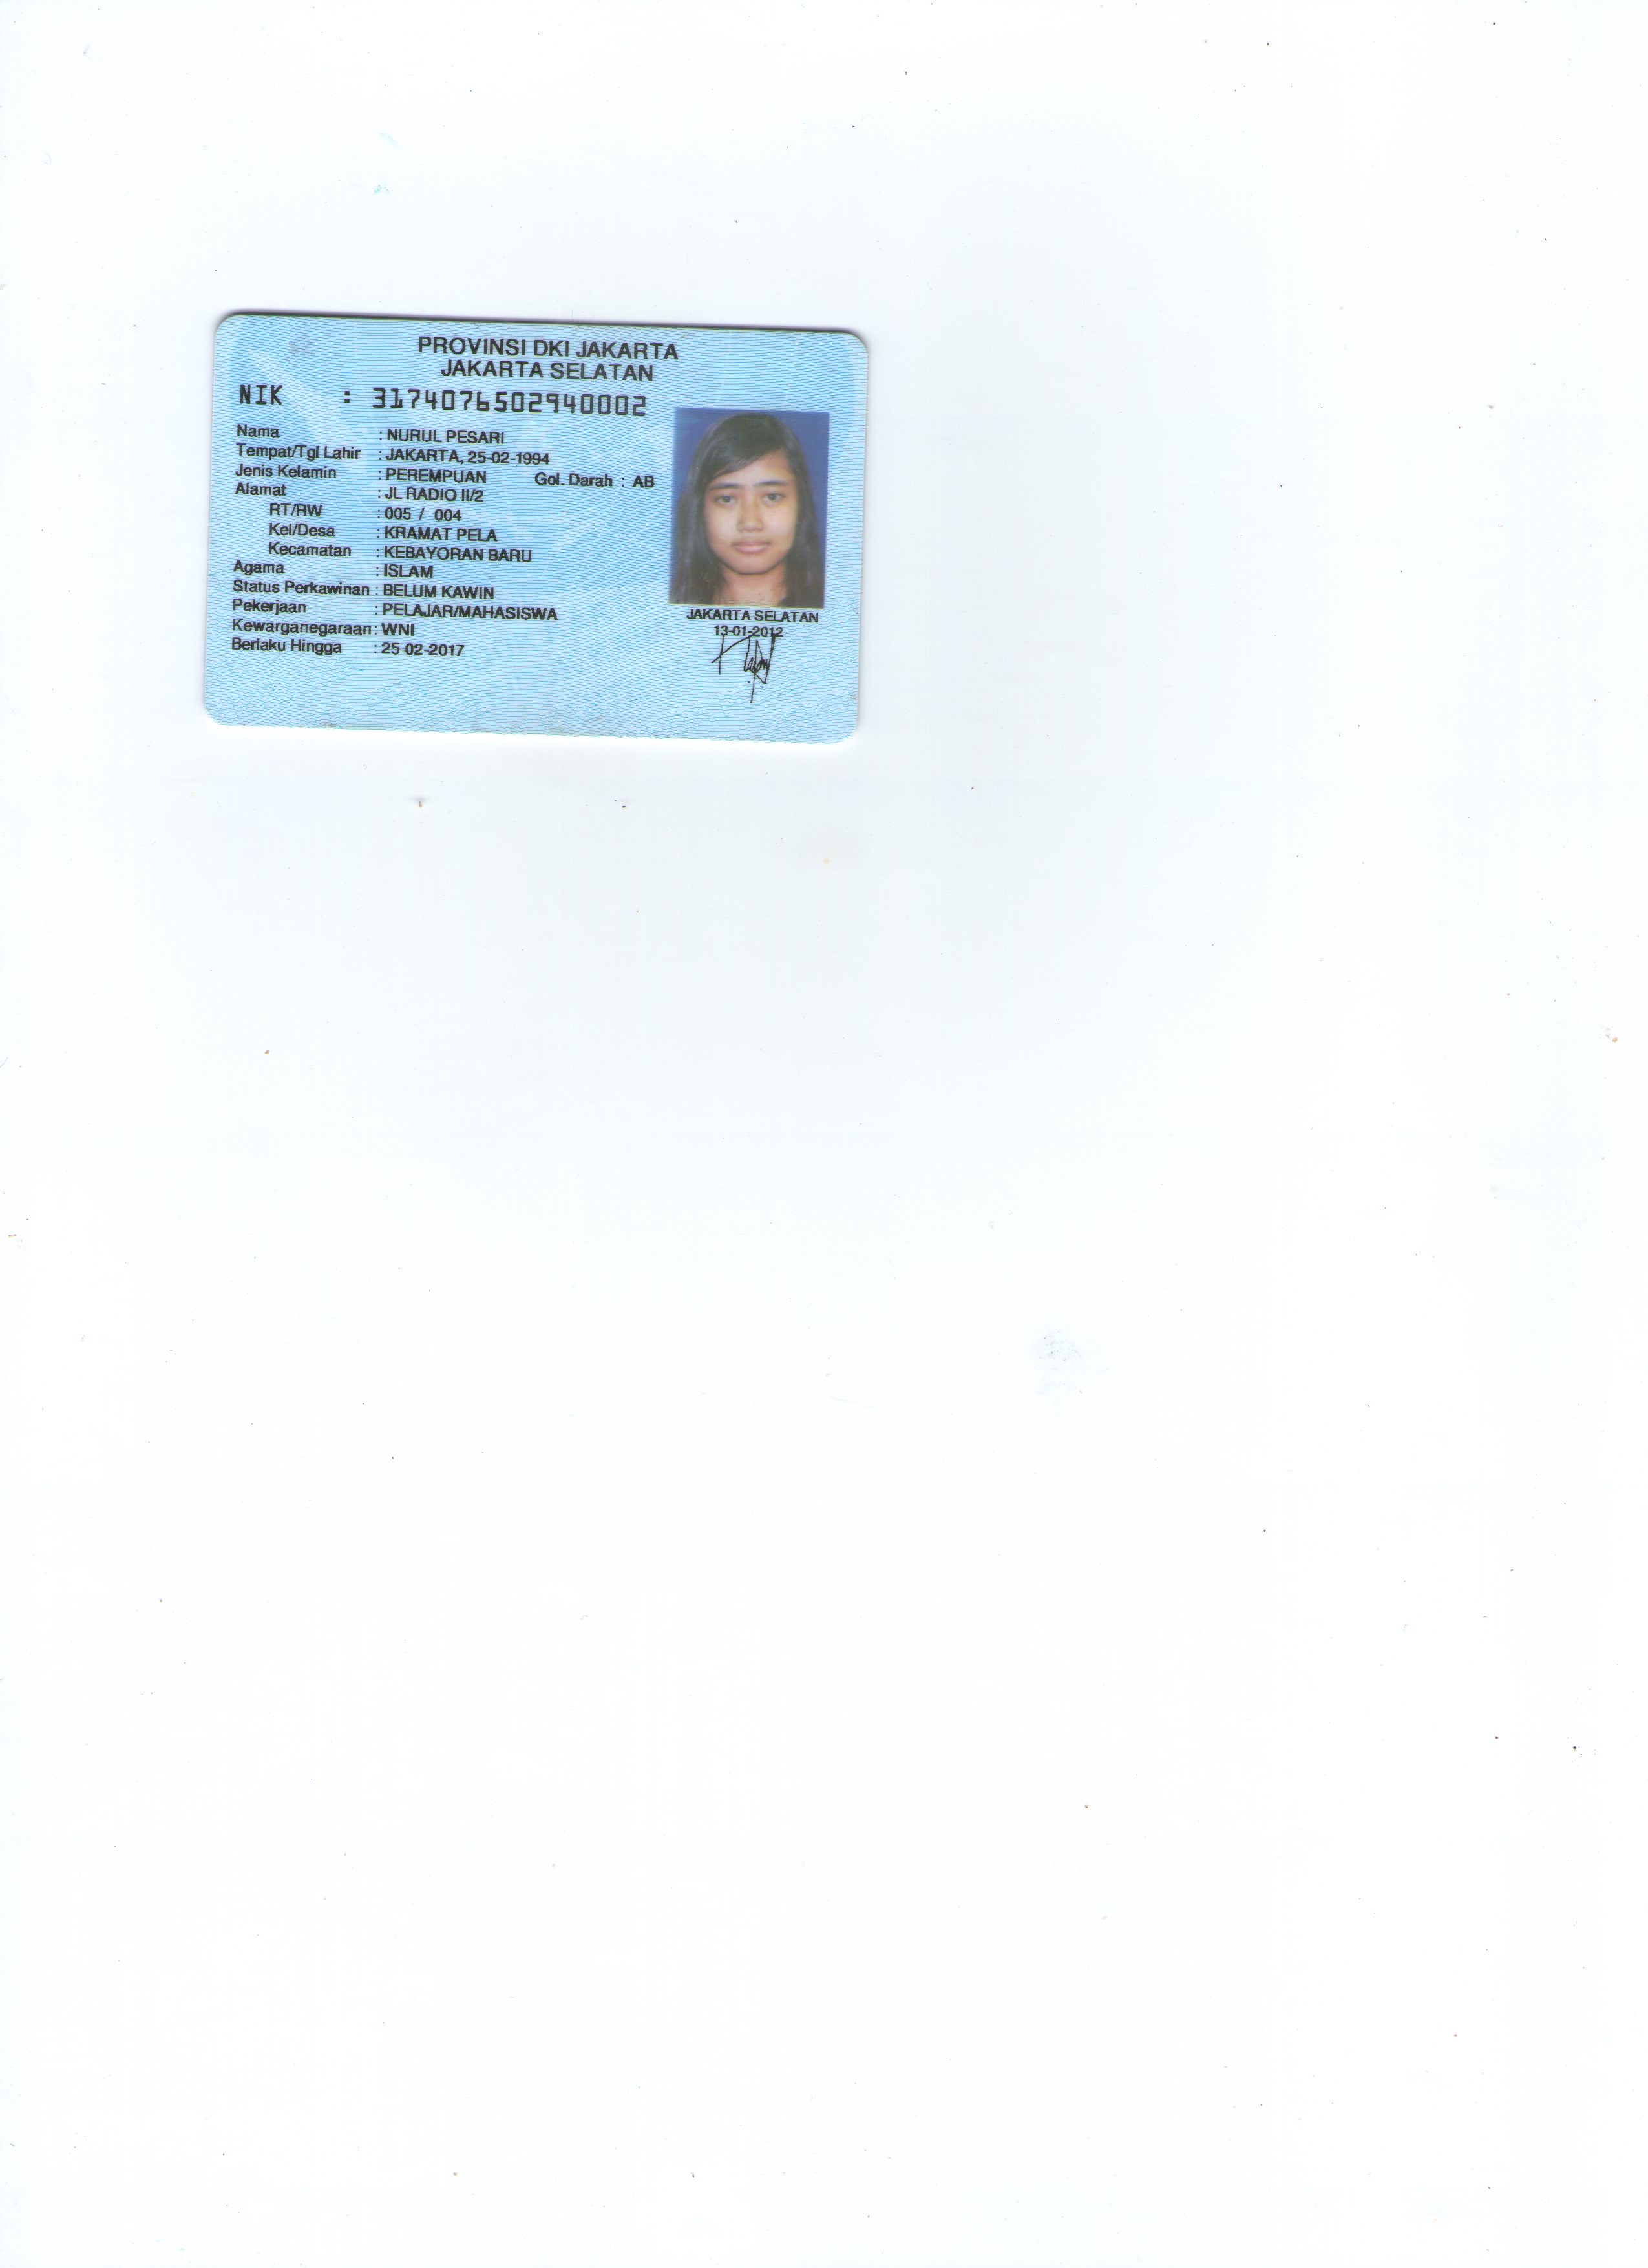 PROVINSI DKI JAKARTA
JAKARTA SELATAN
NIK : 3174076502940002
Nama : NURUL PESARI
Tempat/Tgl Lahir : JAKARTA, 25-02-1994
Jenis Kelamin : PEREMPUAN Gol. Darah : AB
Alamat : JL RADIO II/2
RT/RW : 005 / 004
Kel/Desa : KRAMAT PELA
Kecamatan : KEBAYORAN BARU
Agama : ISLAM
Status Perkawinan : BELUM KAWIN
Pekerjaan : PELAJAR/MAHASISWA
Kewarganegaraan : WNI
Berlaku Hingga : 25-02-2017
JAKARTA SELATAN
13-01-2012